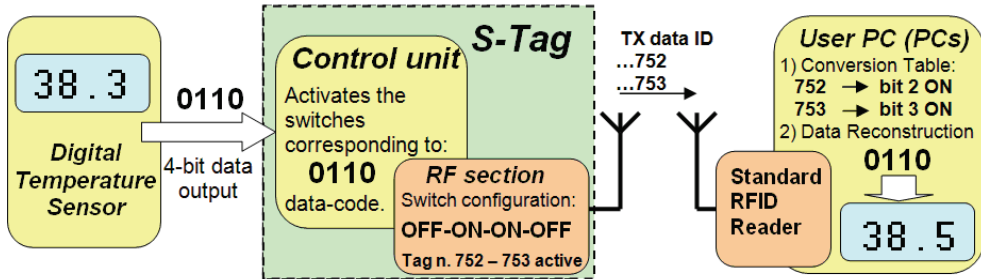 38.3
Digital
Temperature
Sensor
0110
4-bit data
output
S-Tag
Control unit
Activates the
switches
corresponding to:
0110
data-code.
RF section
Switch configuration:
OFF-ON-ON-OFF
Tag n. 752 – 753 active
TX data ID
...752
...753
Standard
RFID
Reader
User PC (PCs)
1) Conversion Table:
752 → bit 2 ON
753 → bit 3 ON
2) Data Reconstruction
0110
38.5